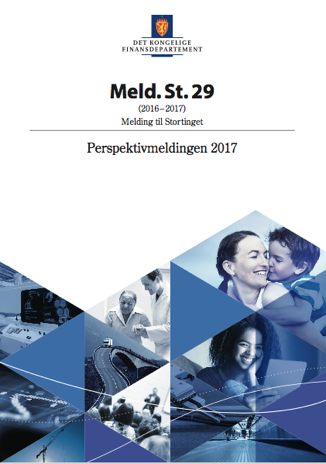 DET KONGELIGE
FINANSDEPARTEMENT
Meld. St. 29
(2016–2017)
Melding til Stortinget
Perspektivmeldingen 2017